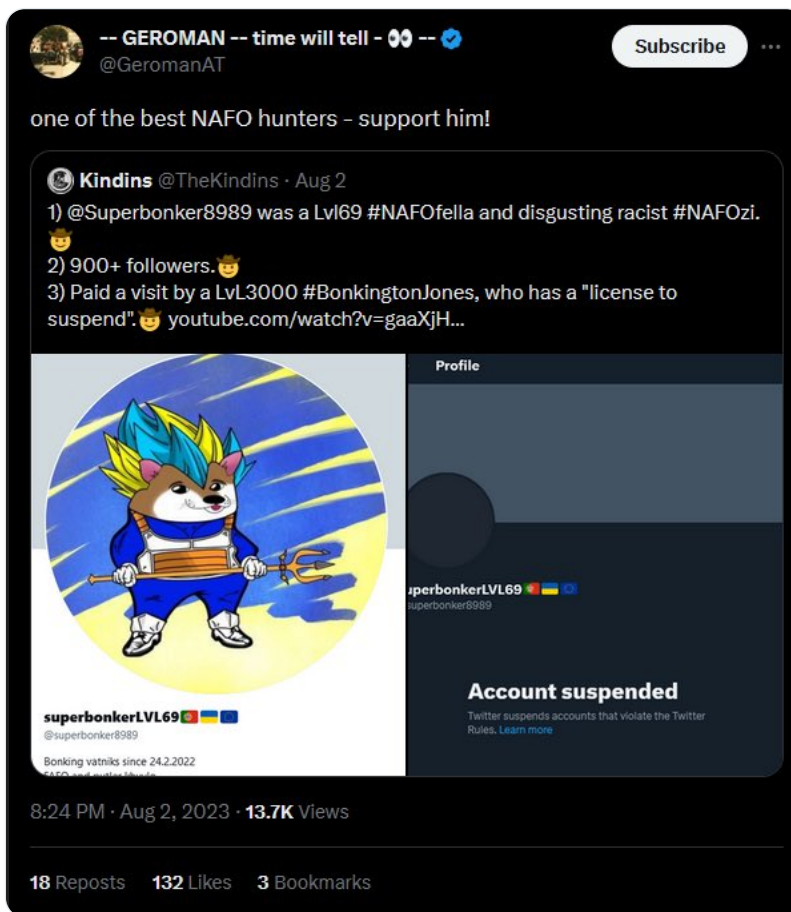 -- GEROMAN -- time will tell - 👀 --
@GeromanAT
Subscribe
one of the best NAFO hunters - support him!
Kindins @TheKindins · Aug 2
1) @Superbonker8989 was a Lvl69 #NAFOfella and disgusting racist #NAFOzi.
🤠
2) 900+ followers.🤠
3) Paid a visit by a LvL3000 #BonkingtonJones, who has a "license to
suspend".🤠 youtube.com/watch?v=gaaXjH...
superbonkerLVL69🇵🇹🇺🇦🇪🇺
@superbonker8989
Bonking vatniks since 24.2.2022
Profile
uperbonkerLVL69🇵🇹🇺🇦🇪🇺
superbonker8989
Account suspended
Twitter suspends accounts that violate the Twitter
Rules. Learn more
8:24 PM · Aug 2, 2023 · 13.7K Views
18 Reposts 132 Likes 3 Bookmarks